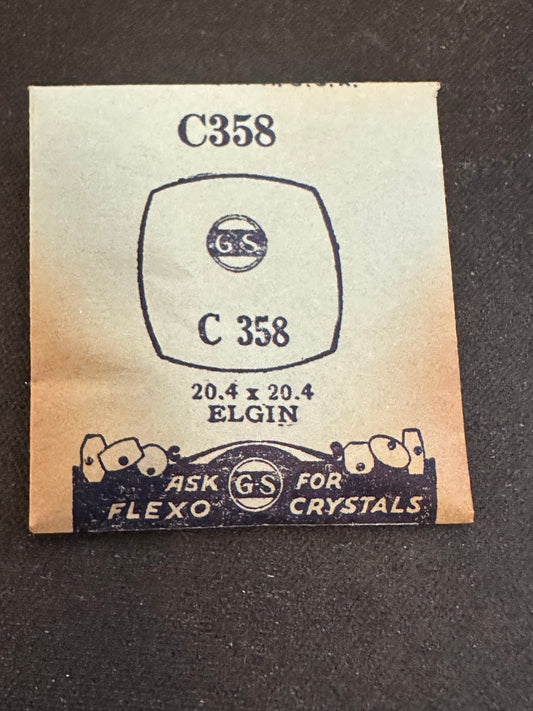 C358
GS
C 358
20.4 x 20.4
ELGIN
ASK GS FOR
FLEXO CRYSTALS